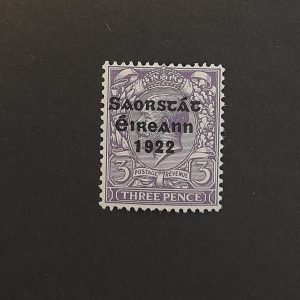 Saorstát
Éireann
1922
3 3
POSTAGE REVENUE
THREE PENCE